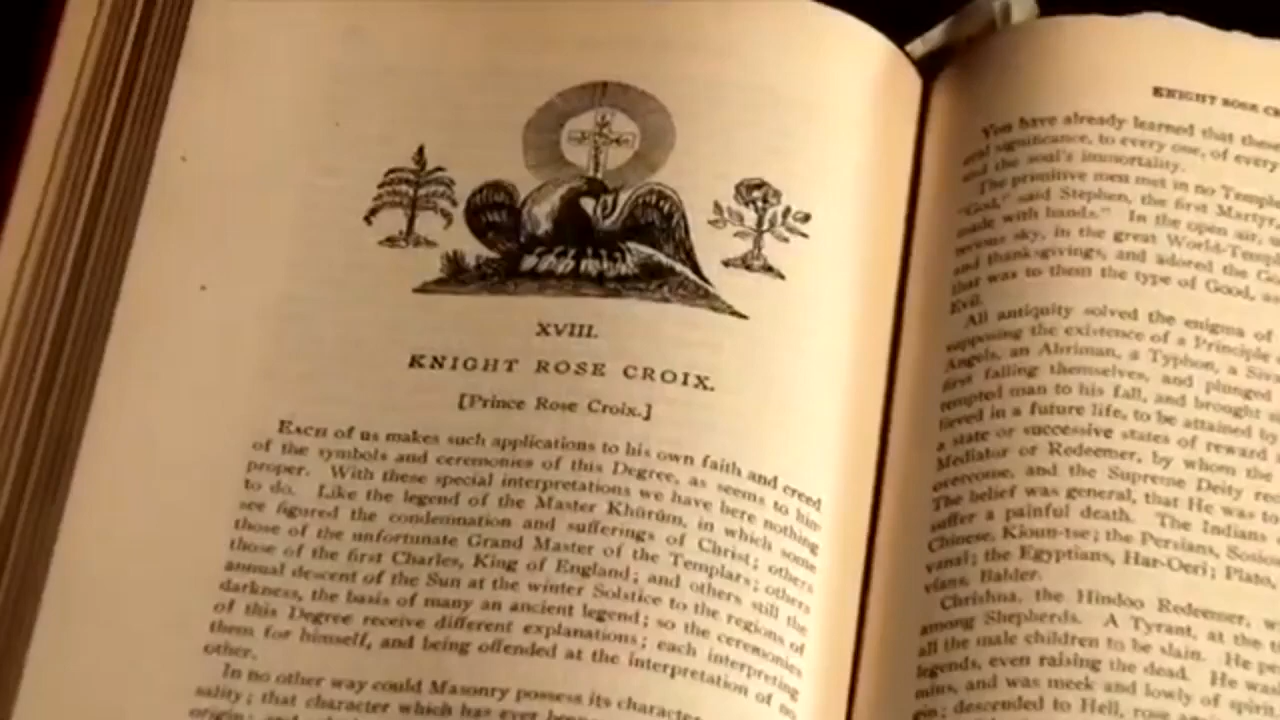 XVIII.
KNIGHT ROSE CROIX.
[Prince Rose Croix.]
EACH of us makes such applications to his own faith and creed
of the symbols and ceremonies of this Degree, as seems to him
proper. With these special interpretations we have here nothing
to do. Like the legend of the Master Khūrūm, in which some
see figured the condemnation and sufferings of Christ; others
those of the unfortunate Grand Master of the Templars; others
those of the first Charles, King of England; and others still the
annual descent of the Sun at the winter Solstice to the regions of
darkness, the basis of many an ancient legend; so the ceremonies
of this Degree receive different explanations; each interpreting
them for himself, and being offended at the interpretation of no
other.
In no other way could Masonry possess its character
sality; that character which has ever been
origin; and
KNIGHT ROSE
You have already learned that these
significance, to every one, of every
and the soul's immortality.
The primitive men met in no Temple
"God," said Stephen, the first Martyr,
made with hands." In the open air,
sky, in the great World-Temple
and thanksgivings, and adored the
that was to them the type of Good,
Evil.
All antiquity solved the enigma of
supposing the existence of a Principle
Angels, an Ahriman, a Typhon, a Siva
first falling themselves, and plunged
tempted man to his fall, and brought
lieved in a future life, to be attained by
a state or successive states of reward
Mediator or Redeemer, by whom the
overcome, and the Supreme Deity
The belief was general, that He was to
suffer a painful death. The Indians
Chinese, Kioun-tse; the Persians, Sosiosch
vanai; the Egyptians, Har-Oeri; Plato,
vians, Balder.
Chrishna, the Hindoo Redeemer,
among Shepherds. A Tyrant, at the
all the male children to be slain. He
legends, even raising the dead. He
mins, and was meek and lowly of spirit
gin; descended to Hell, rose